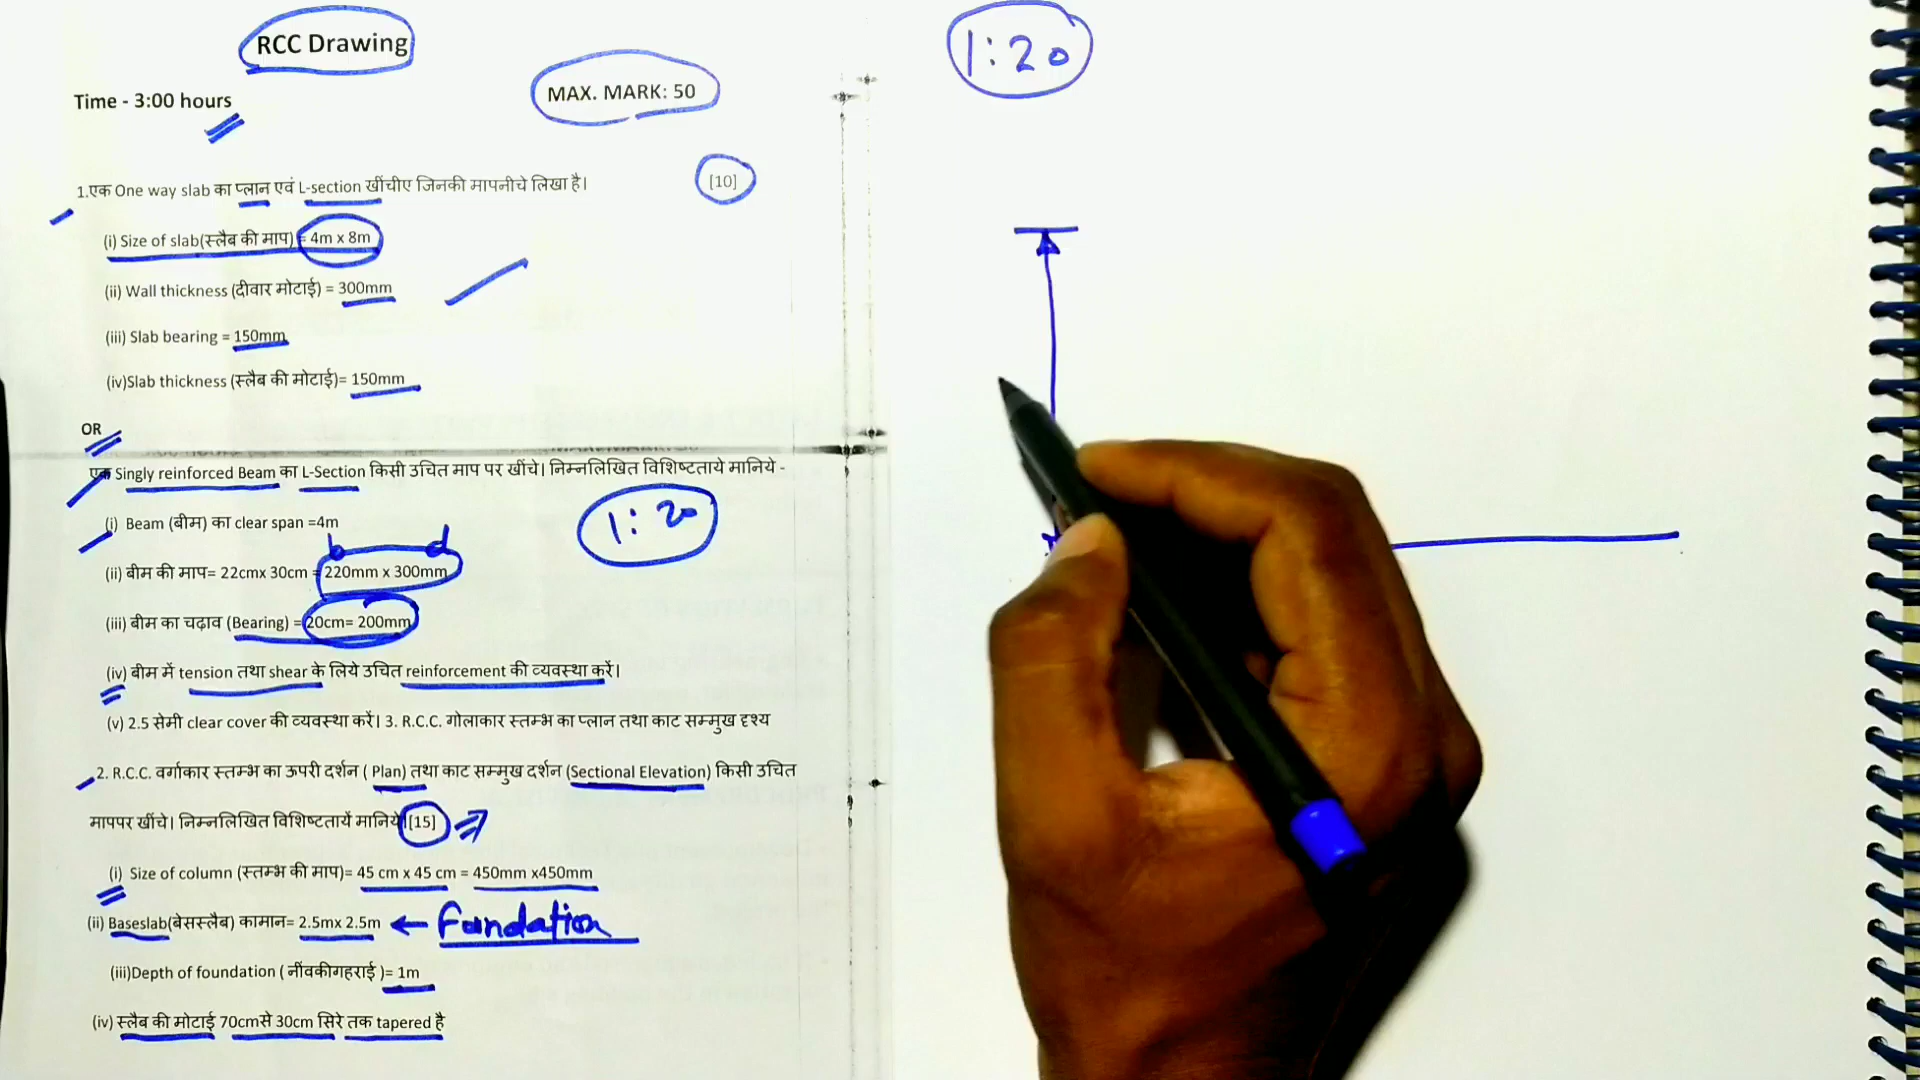 RCC Drawing
Time - 3:00 hours
MAX. MARK: 50
1.एक One way slab का प्लान एवं L-section खींचीए जिनकी मापनीचे लिखा है। [10]
(i) Size of slab(स्लैब की माप) = 4m x 8m
(ii) Wall thickness (दीवार मोटाई) = 300mm
(iii) Slab bearing = 150mm
(iv)Slab thickness (स्लैब की मोटाई)= 150mm
OR
एक Singly reinforced Beam का L-Section किसी उचित माप पर खींचे। निम्नलिखित विशिष्टताये मानिये -
(i) Beam (बीम) का clear span =4m
1:20
(ii) बीम की माप= 22cmx 30cm = 220mm x 300mm
(iii) बीम का चढ़ाव (Bearing) = 20cm= 200mm
(iv) बीम में tension तथा shear के लिये उचित reinforcement की व्यवस्था करें।
(v) 2.5 सेमी clear cover की व्यवस्था करें। 3. R.C.C. गोलाकार स्तम्भ का प्लान तथा काट सम्मुख दृश्य
2. R.C.C. वर्गाकार स्तम्भ का ऊपरी दर्शन ( Plan) तथा काट सम्मुख दर्शन (Sectional Elevation) किसी उचित
मापपर खींचे। निम्नलिखित विशिष्टतायें मानिये। [15]
(i) Size of column (स्तम्भ की माप)= 45 cm x 45 cm = 450mm x450mm
(ii) Baseslab(बेसस्लैब) कामान= 2.5mx 2.5m ← Foundation
(iii)Depth of foundation ( नींवकीगहराई )= 1m
(iv) स्लैब की मोटाई 70cmसे 30cm सिरे तक tapered है
1:20